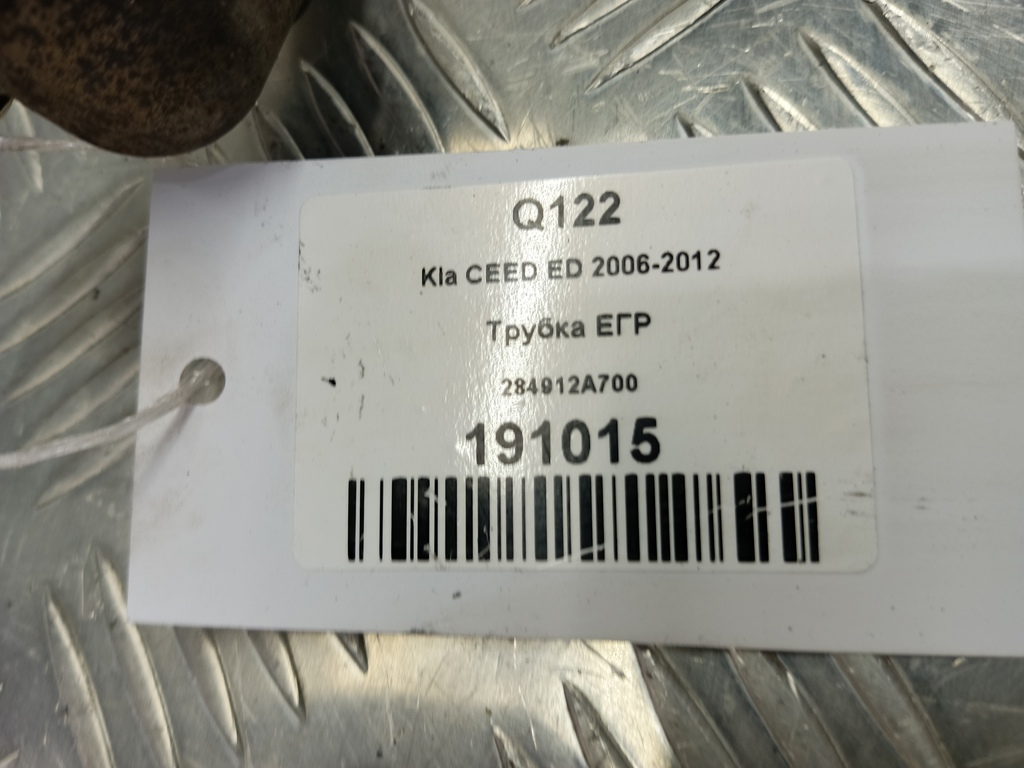 Q122
Kia CEED ED 2006-2012
Трубка ЕГР
284912A700
191015